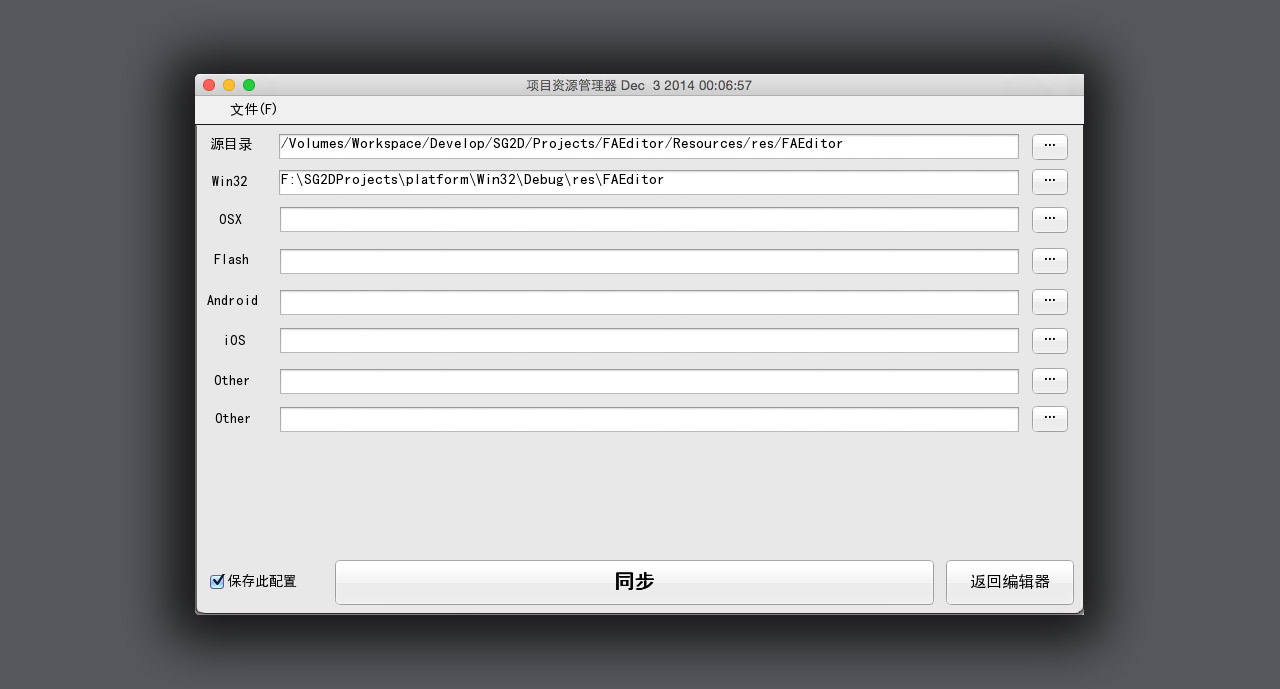 项目资源管理器 Dec  3 2014 00:06:57
文件(F)
源目录 /Volumes/Workspace/Develop/SG2D/Projects/FAEditor/Resources/res/FAEditor ...
Win32 F:\SG2DProjects\platform\Win32\Debug\res\FAEditor ...
OSX ...
Flash ...
Android ...
iOS ...
Other ...
Other ...
保存此配置 同步 返回编辑器